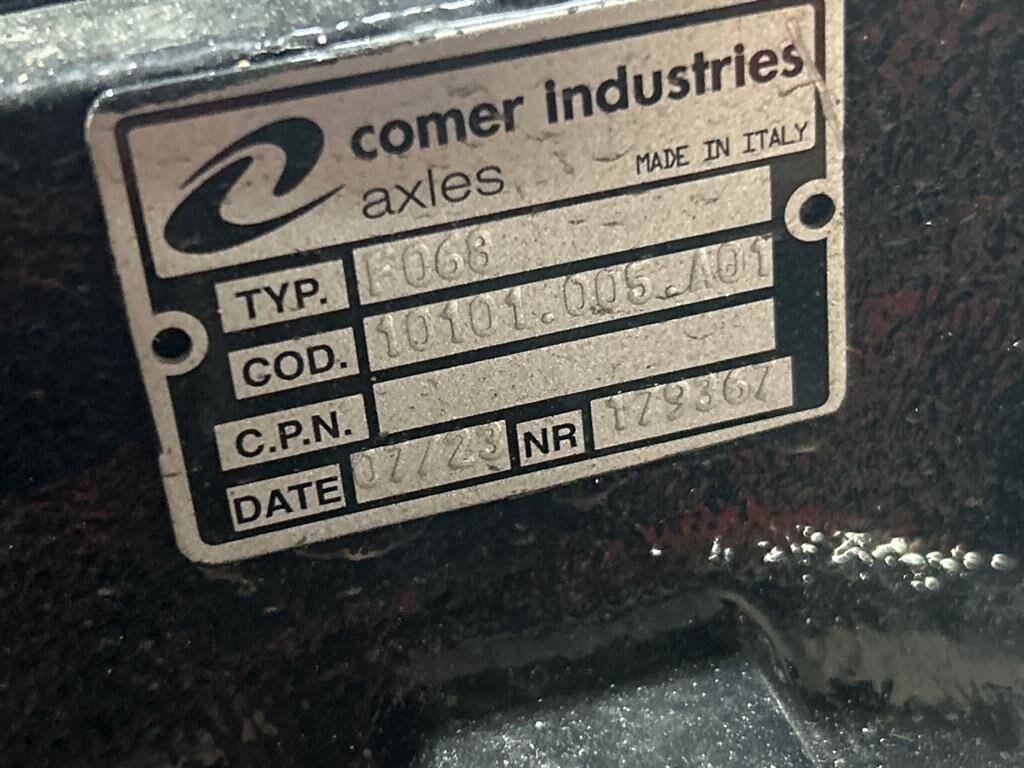 comer industries
axles
MADE IN ITALY
TYP. F068
COD. 10101.005.A01
C.P.N.
DATE 07/23 NR 179367